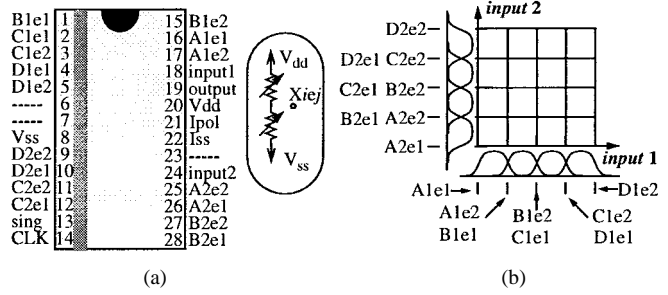 B1e1 1 15 B1e2
C1e1 2 16 A1e1
C1e2 3 17 A1e2
D1e1 4 18 input1
D1e2 5 19 output
----- 6 20 Vdd
----- 7 21 Ipol
Vss 8 22 Iss
D2e2 9 23 -----
D2e1 10 24 input2
C2e2 11 25 A2e2
C2e1 12 26 A2e1
sing 13 27 B2e2
CLK 14 28 B2e1
Vdd
Xiej
Vss
(a)
input 2
D2e2
D2e1 C2e2
C2e1 B2e2
B2e1 A2e2
A2e1
input 1
A1e1 D1e2
A1e2 B1e2 C1e2
B1e1 C1e1 D1e1
(b)